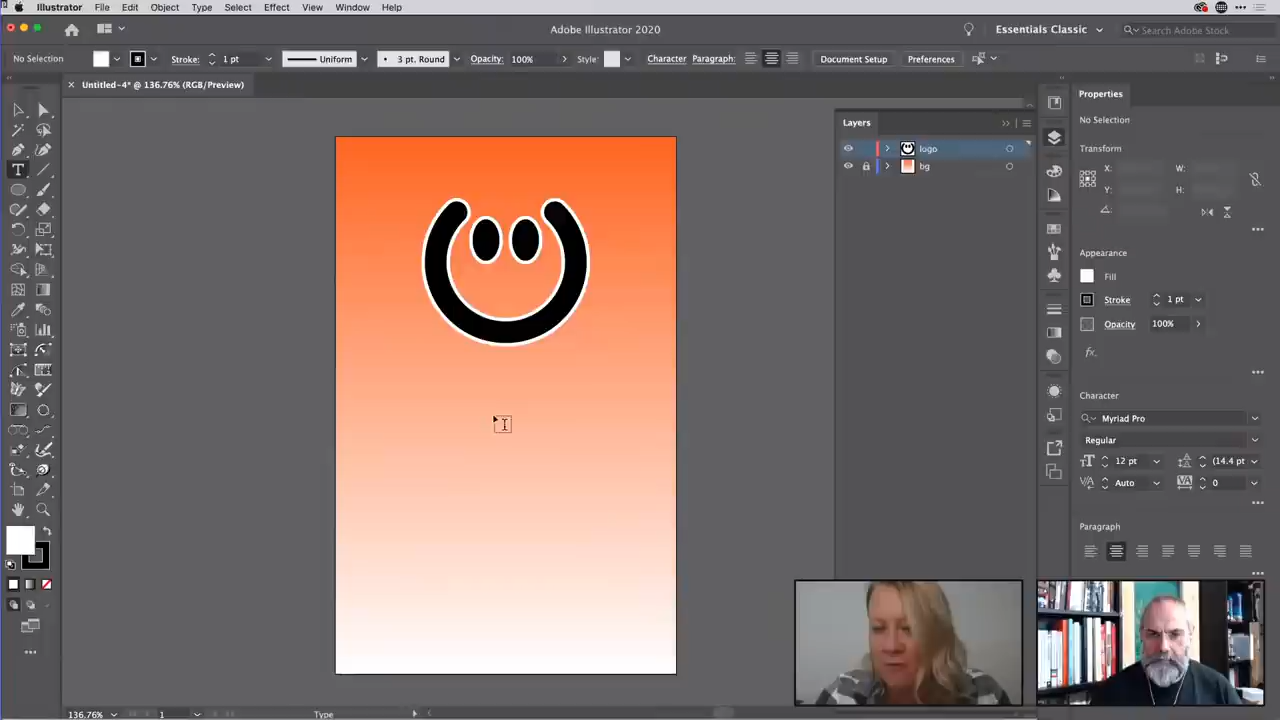 Illustrator File Edit Object Type Select Effect View Window Help
Adobe Illustrator 2020
Essentials Classic
Search Adobe Stock
No Selection Stroke: 1 pt Uniform 3 pt. Round Opacity: 100% Style: Character Paragraph: Document Setup Preferences
Untitled-4* @ 136.76% (RGB/Preview)
Layers
logo
bg
Properties
No Selection
Transform
X: W:
Y: H:
Appearance
Fill
Stroke 1 pt
Opacity 100%
fx.
Character
Myriad Pro
Regular
12 pt (14.4 pt
Auto 0
Paragraph
136.76% 1 Type